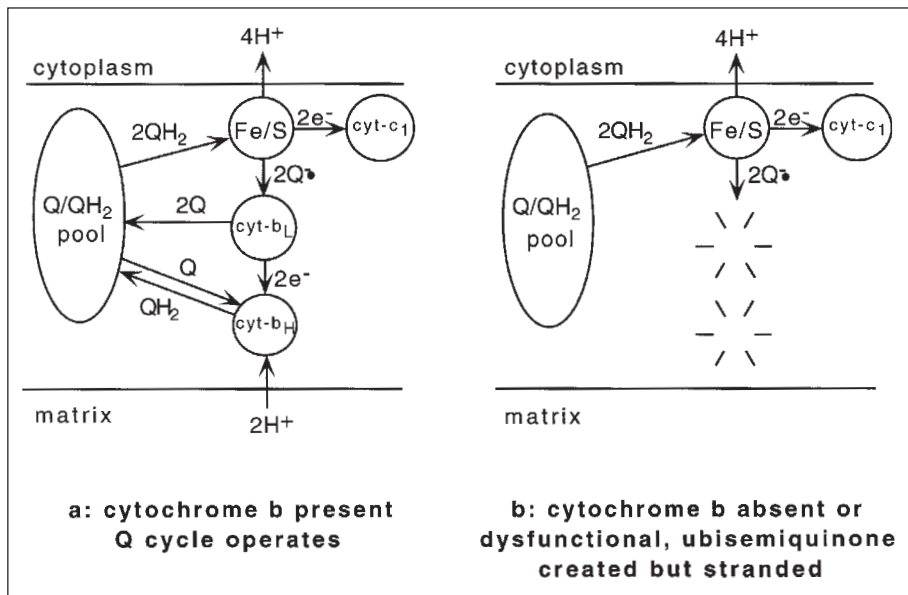 4H+
cytoplasm
2QH2
Fe/S
2e-
cyt-c1
2Q•-
Q/QH2
pool
2Q
cyt-bL
Q
2e-
QH2
cyt-bH
matrix
2H+
a: cytochrome b present
Q cycle operates
4H+
cytoplasm
2QH2
Fe/S
2e-
cyt-c1
2Q•-
Q/QH2
pool
matrix
b: cytochrome b absent or
dysfunctional, ubisemiquinone
created but stranded